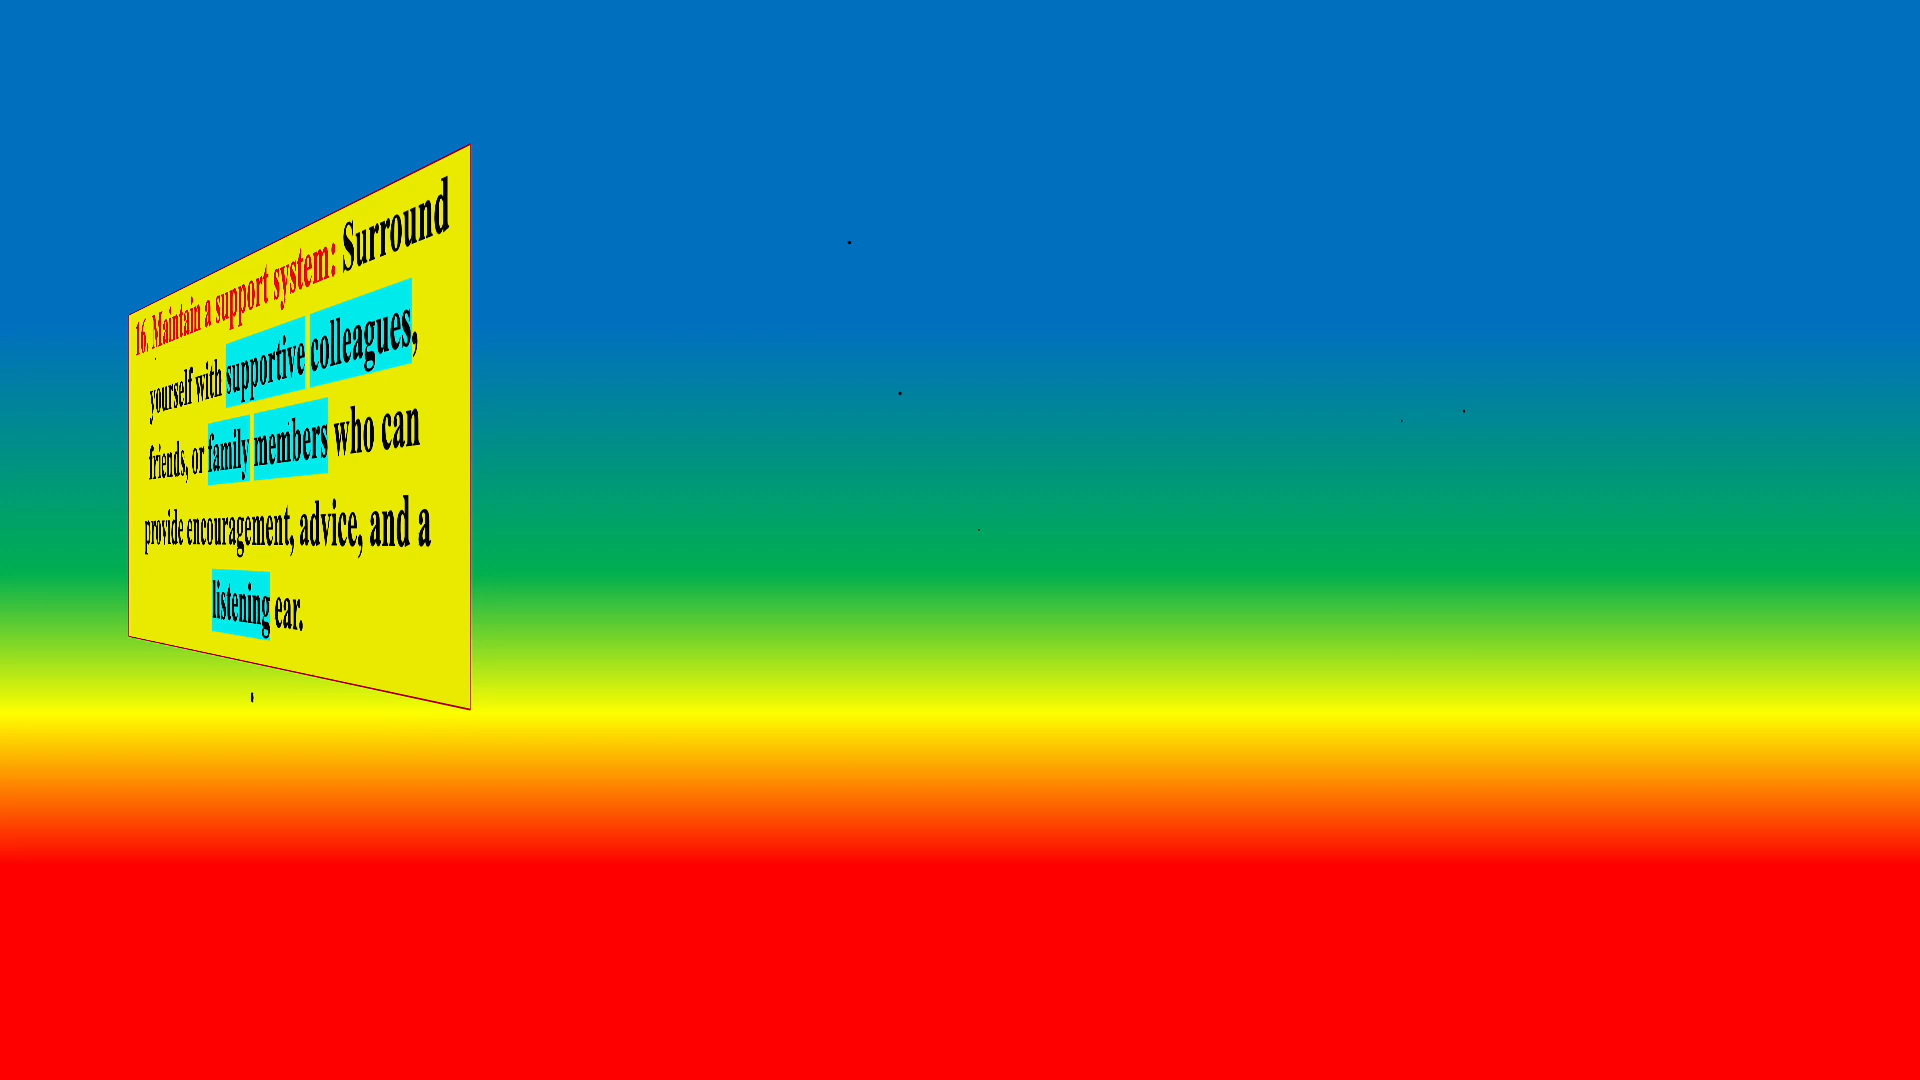 16. Maintain a support system: Surround
yourself with supportive colleagues,
friends, or family members who can
provide encouragement, advice, and a
listening ear.